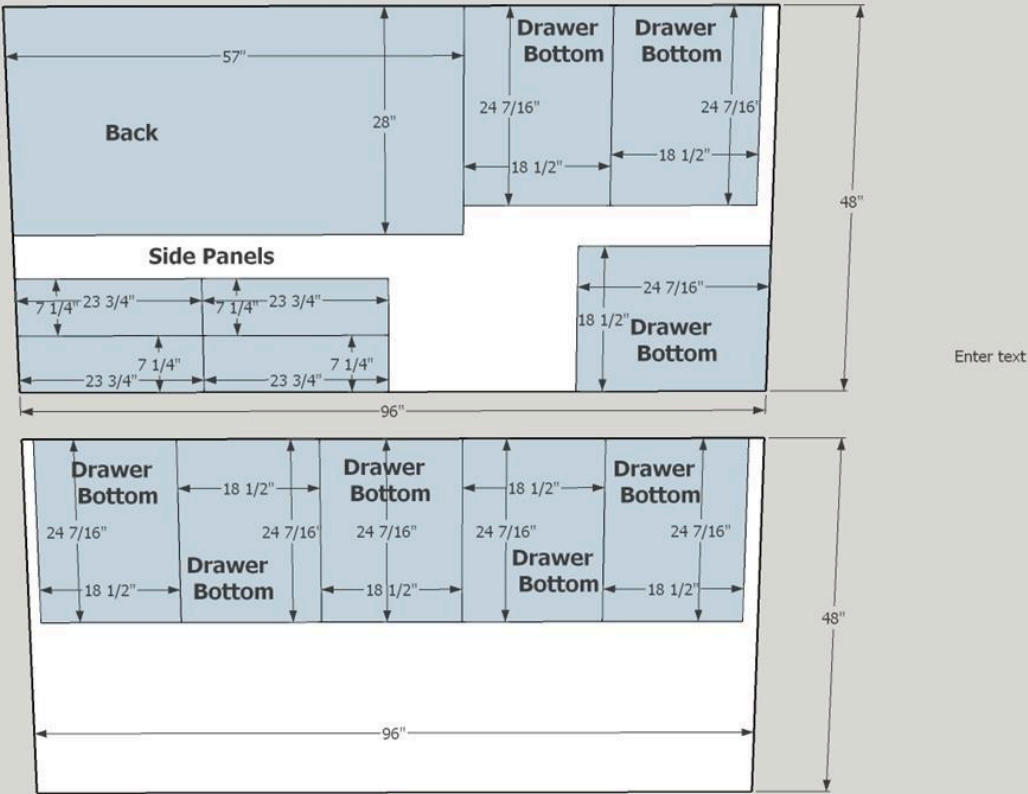 Drawer
Bottom
Drawer
Bottom
57"
48"
24 7/16"
24 7/16"
28"
Back
18 1/2"
18 1/2"
Side Panels
24 7/16"
23 3/4"
23 3/4"
7 1/4"
7 1/4"
18 1/2"
Drawer
Bottom
7 1/4"
7 1/4"
23 3/4"
23 3/4"
Enter text
96"
Drawer
Bottom
Drawer
Bottom
Drawer
Bottom
18 1/2"
18 1/2"
24 7/16"
24 7/16"
24 7/16"
24 7/16"
24 7/16"
Drawer
Bottom
Drawer
Bottom
18 1/2"
18 1/2"
18 1/2"
48"
96"